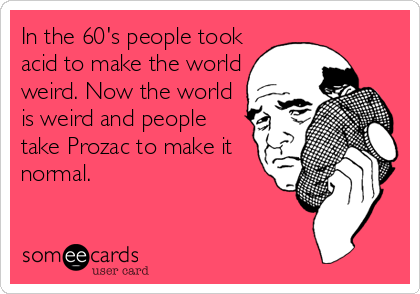 In the 60's people took
acid to make the world
weird. Now the world
is weird and people
take Prozac to make it
normal.
someecards
user card